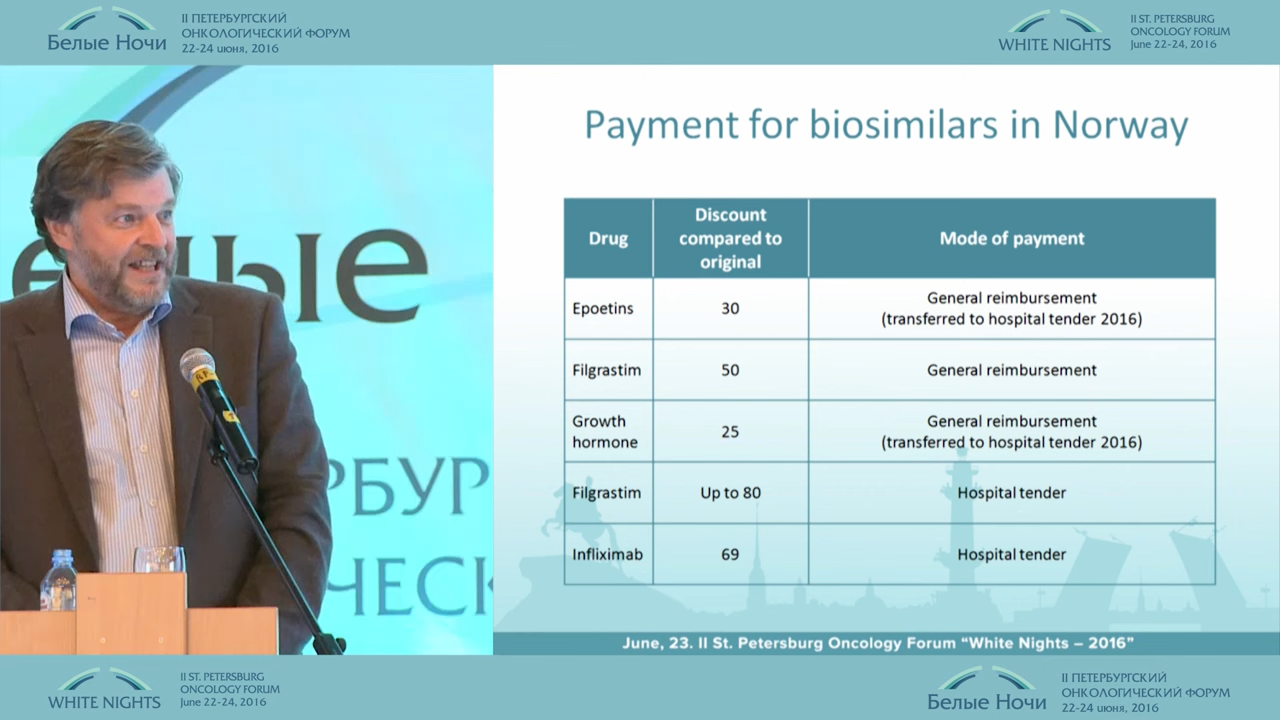 II ПЕТЕРБУРГСКИЙ
ОНКОЛОГИЧЕСКИЙ ФОРУМ
Белые Ночи
22-24 июня, 2016
II ST. PETERSBURG
ONCOLOGY FORUM
WHITE NIGHTS
June 22-24, 2016
елые
РБУР
ЧЕСК
Payment for biosimilars in Norway
Drug
Discount
compared to
original
Mode of payment
Epoetins
30
General reimbursement
(transferred to hospital tender 2016)
Filgrastim
50
General reimbursement
Growth
hormone
25
General reimbursement
(transferred to hospital tender 2016)
Filgrastim
Up to 80
Hospital tender
Infliximab
69
Hospital tender
June, 23. II St. Petersburg Oncology Forum “White Nights – 2016”
II ST. PETERSBURG
ONCOLOGY FORUM
WHITE NIGHTS
June 22-24, 2016
II ПЕТЕРБУРГСКИЙ
ОНКОЛОГИЧЕСКИЙ ФОРУМ
Белые Ночи
22-24 июня, 2016